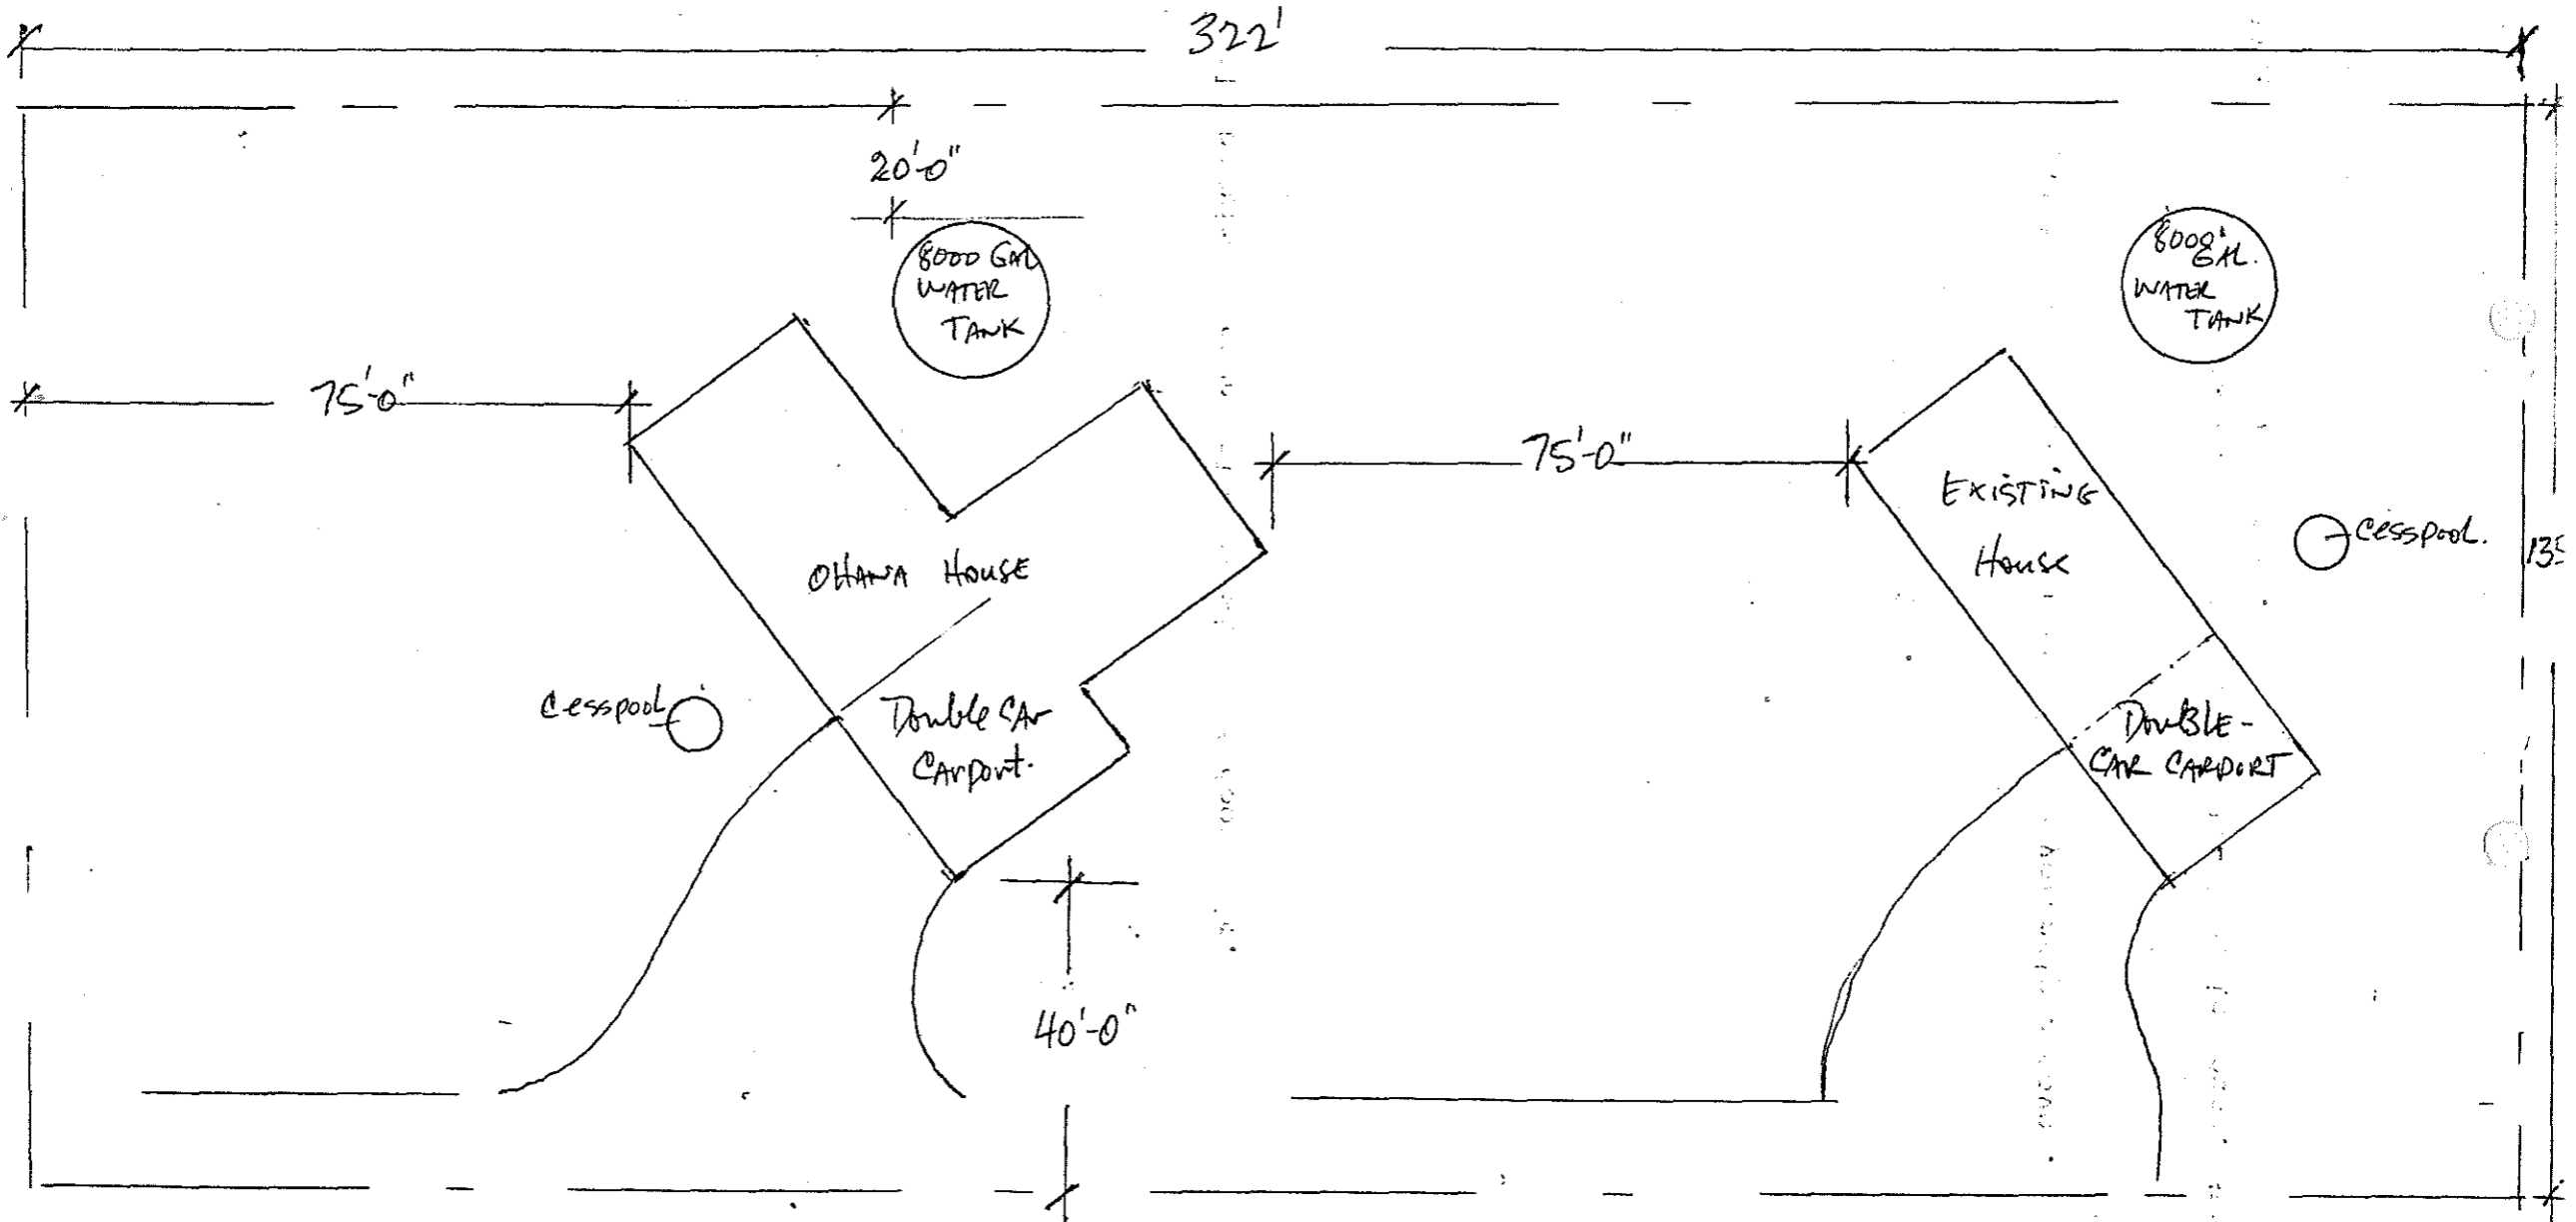 322'
20'-0"
8000 GAL
WATER
TANK
8000
GAL.
WATER
TANK
75'-0"
75'-0"
EXISTING
HOUSE
Cesspool.
OHANA HOUSE
Cesspool
Double CAr
Carport.
DOUBLE-
CAR CARPORT
40'-0"